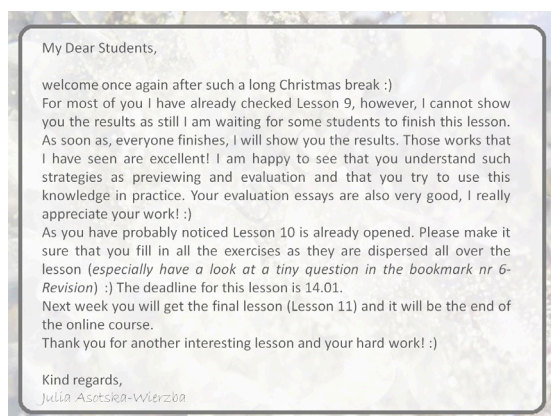 My Dear Students,
welcome once again after such a long Christmas break :)
For most of you I have already checked Lesson 9, however, I cannot show
you the results as still I am waiting for some students to finish this lesson.
As soon as, everyone finishes, I will show you the results. Those works that
I have seen are excellent! I am happy to see that you understand such
strategies as previewing and evaluation and that you try to use this
knowledge in practice. Your evaluation essays are also very good, I really
appreciate your work! :)
As you have probably noticed Lesson 10 is already opened. Please make it
sure that you fill in all the exercises as they are dispersed all over the
lesson (especially have a look at a tiny question in the bookmark nr 6-
Revision) :) The deadline for this lesson is 14.01.
Next week you will get the final lesson (Lesson 11) and it will be the end of
the online course.
Thank you for another interesting lesson and your hard work! :)
Kind regards,
Julia Asotska-Wierzba